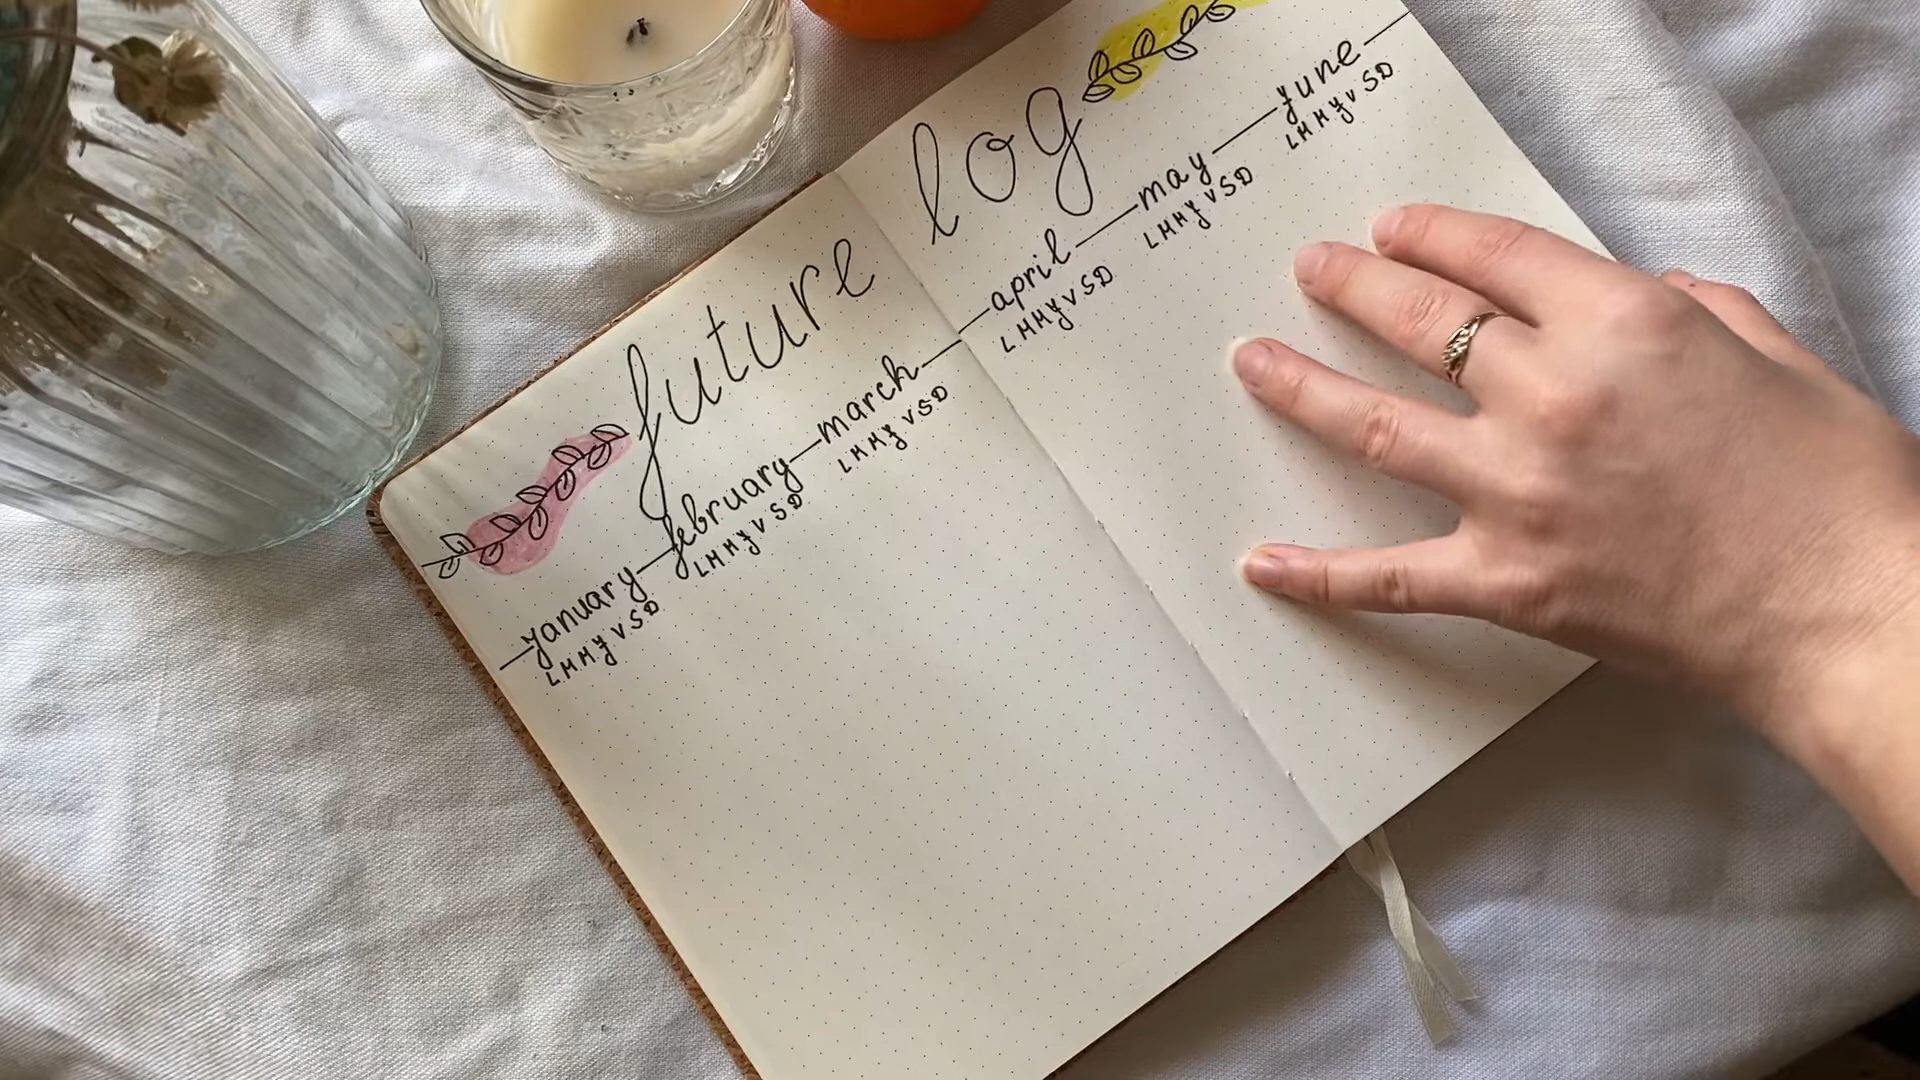 future log
january february march april may june
L M M J V S D L M M J V S D L M M J V S D L M M J V S D L M M J V S D L M M J V S D